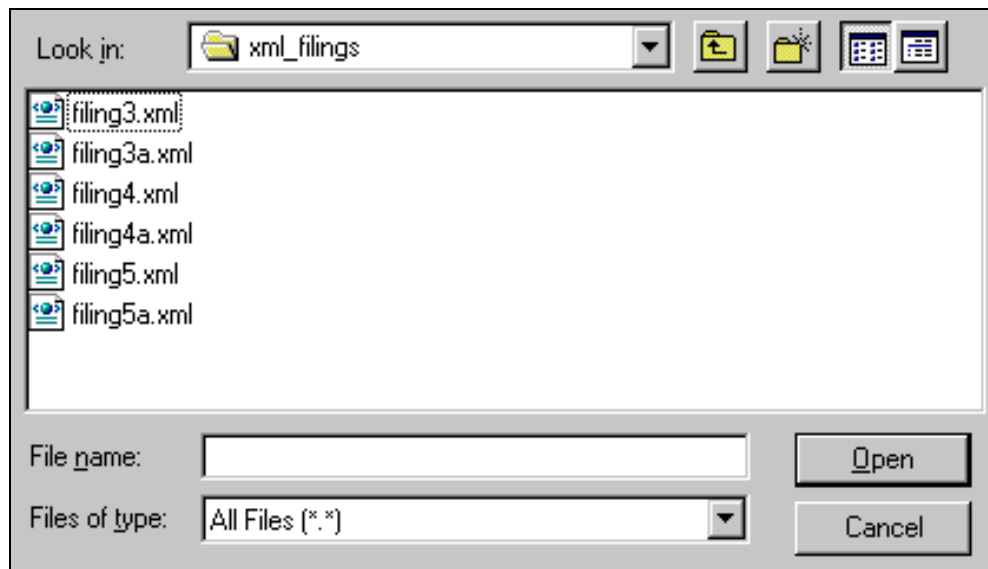 Look in: xml_filings
filing3.xml
filing3a.xml
filing4.xml
filing4a.xml
filing5.xml
filing5a.xml
File name: Open
Files of type: All Files (*.*) Cancel